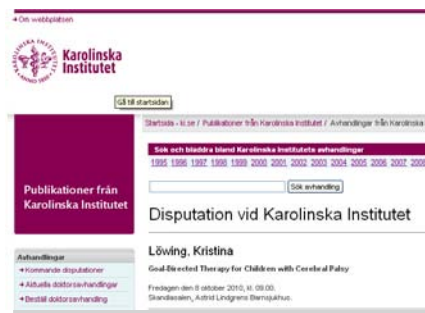 Om webbplatsen
Karolinska
Institutet
Gå till startsidan
Startsida - ki.se / Publikationer från Karolinska Institutet / Avhandlingar från Karolinska
Sök och bläddra bland Karolinska Institutets avhandlingar
1995 1996 1997 1998 1999 2000 2001 2002 2003 2004 2005 2006 2007 2008
Sök avhandling
Publikationer från
Karolinska Institutet
Disputation vid Karolinska Institutet
Löwing, Kristina
Goal-Directed Therapy for Children with Cerebral Palsy
Fredagen den 8 oktober 2010, kl. 09.00.
Skandiasalen, Astrid Lindgrens Barnsjukhus.
Avhandlingar
Kommande disputationer
Aktuella doktorsavhandlingar
Beställ doktorsavhandling